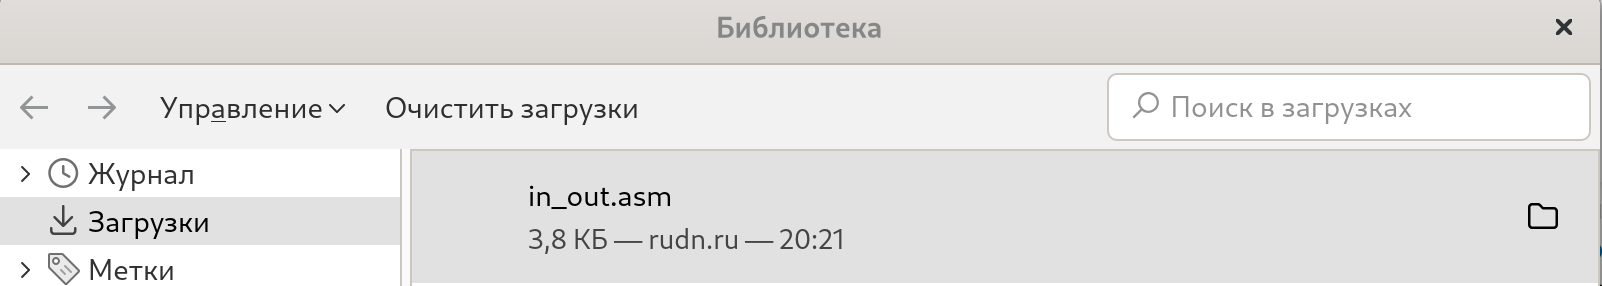 Библиотека
Управление Очистить загрузки Поиск в загрузках
Журнал
Загрузки
Метки
in_out.asm
3,8 КБ — rudn.ru — 20:21